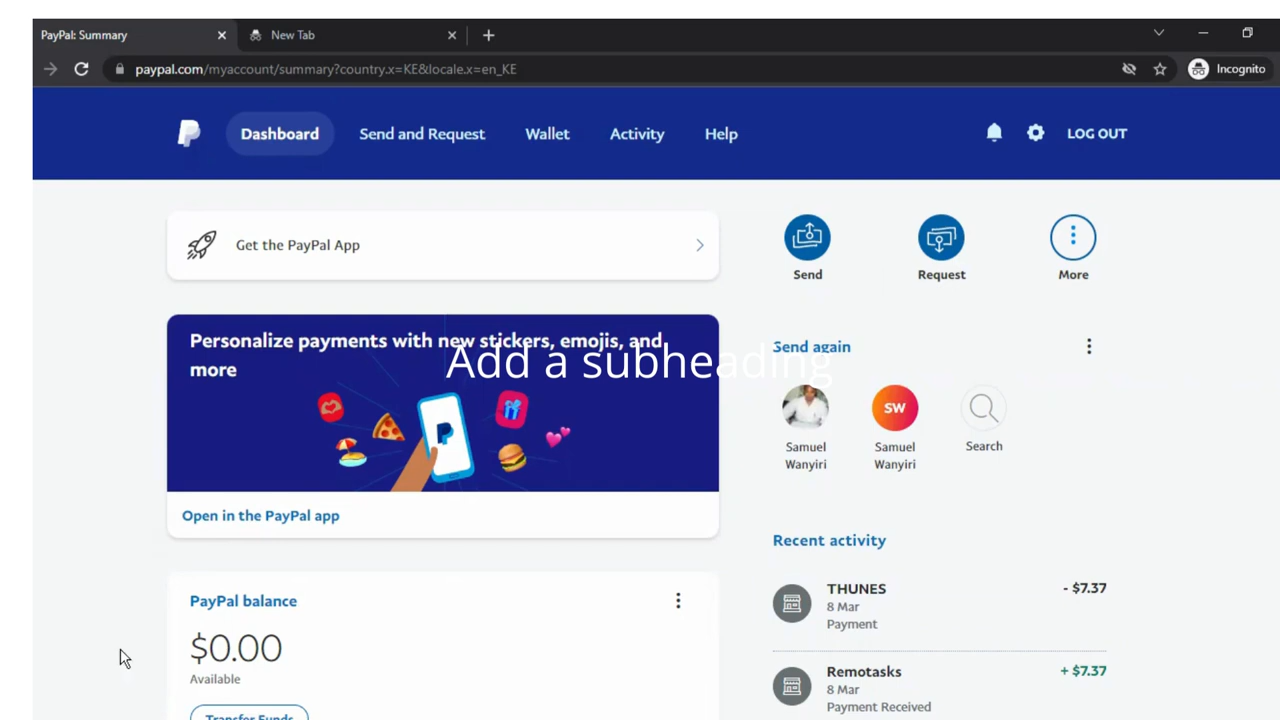 PayPal: Summary
New Tab
paypal.com/myaccount/summary?country.x=KE&locale.x=en_KE
Incognito
Dashboard
Send and Request
Wallet
Activity
Help
LOG OUT
Get the PayPal App
Send
Request
More
Personalize payments with new stickers, emojis, and
more
Add a subheading
Open in the PayPal app
Send again
SW
Samuel
Wanyiri
Samuel
Wanyiri
Search
PayPal balance
$0.00
Available
Transfer Funds
Recent activity
THUNES
- $7.37
8 Mar
Payment
Remotasks
+ $7.37
8 Mar
Payment Received